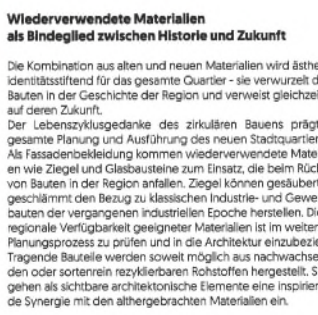 Wiederverwendete Materialien
als Bindeglied zwischen Historie und Zukunft
Die Kombination aus alten und neuen Materialien wird ästhe
identitätsstiftend für das gesamte Quartier - sie verwurzelt d
Bauten in der Geschichte der Region und verweist gleichzei
auf deren Zukunft.
Der Lebenszyklusgedanke des zirkulären Bauens prägt
gesamte Planung und Ausführung des neuen Stadtquartier
Als Fassadenbekleidung kommen wiederverwendete Mate
en wie Ziegel und Glasbausteine zum Einsatz, die beim Rück
von Bauten in der Region anfallen. Ziegel können gesäubert
geschlämmt den Bezug zu klassischen Industrie- und Gewe
bauten der vergangenen industriellen Epoche herstellen. Di
regionale Verfügbarkeit geeigneter Materialien ist im weiter
Planungsprozess zu prüfen und in die Architektur einzubezie
Tragende Bauteile werden soweit möglich aus nachwachse
den oder sortenrein rezyklierbaren Rohstoffen hergestellt. S
gehen als sichtbare architektonische Elemente eine inspirier
de Synergie mit den althergebrachten Materialien ein.